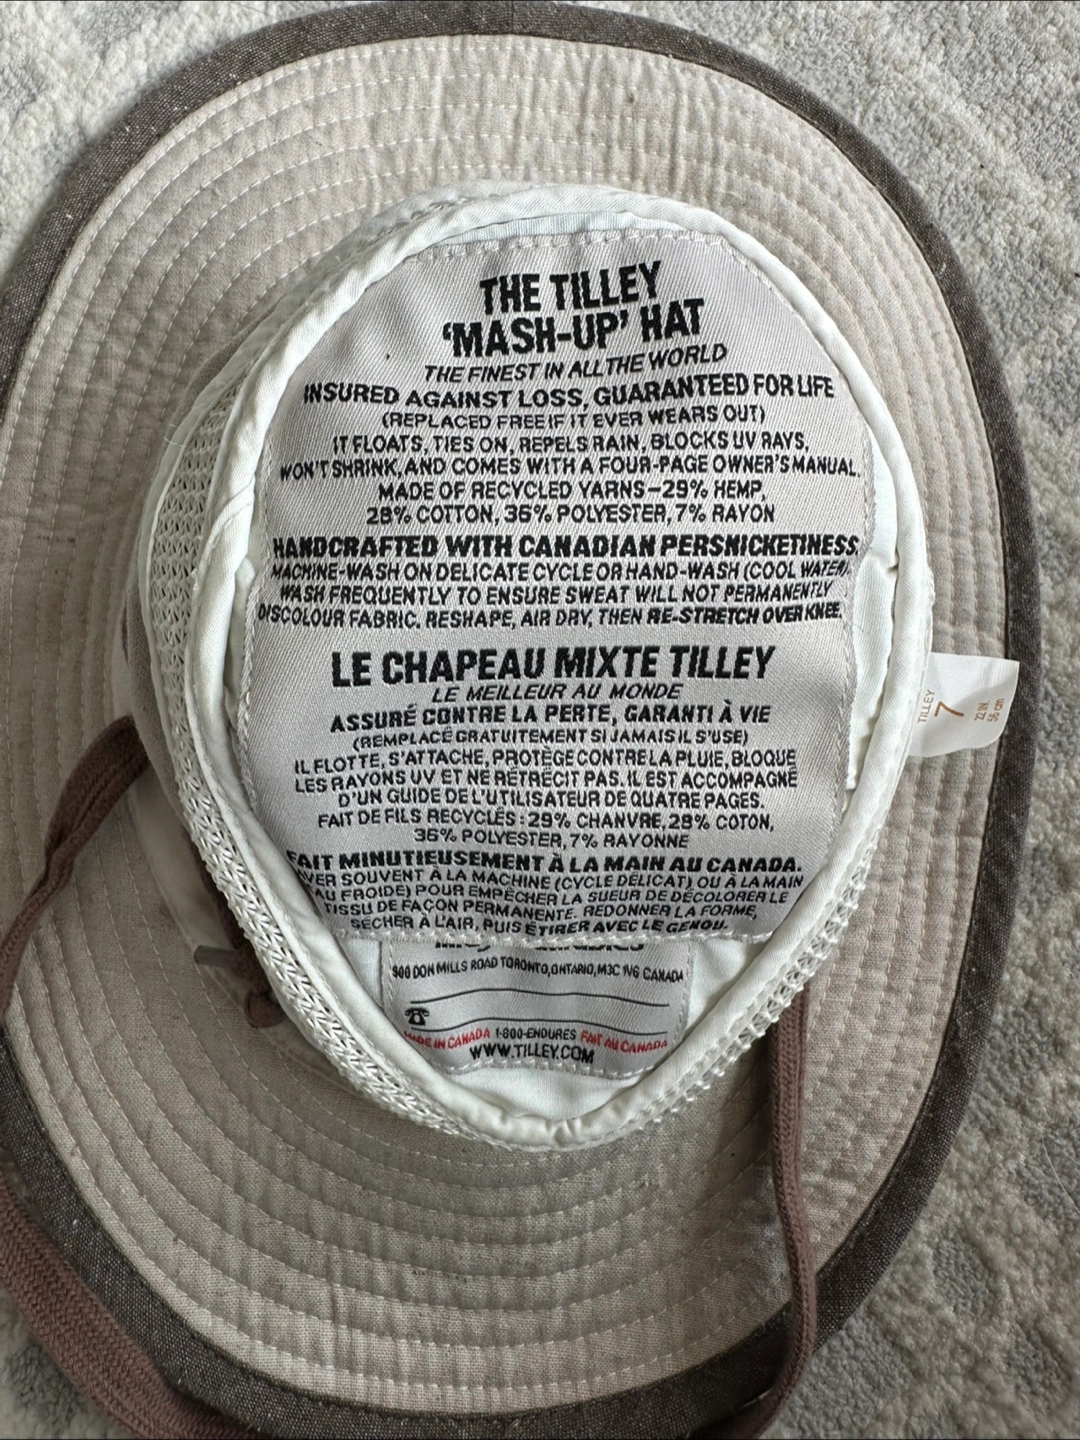 THE TILLEY
'MASH-UP' HAT
THE FINEST IN ALL THE WORLD
INSURED AGAINST LOSS, GUARANTEED FOR LIFE
(REPLACED FREE IF IT EVER WEARS OUT)
IT FLOATS, TIES ON, REPELS RAIN, BLOCKS UV RAYS,
WON'T SHRINK, AND COMES WITH A FOUR-PAGE OWNER'S MANUAL.
MADE OF RECYCLED YARNS—29% HEMP,
28% COTTON, 36% POLYESTER, 7% RAYON
HANDCRAFTED WITH CANADIAN PERSNICKETINESS.
MACHINE-WASH ON DELICATE CYCLE OR HAND-WASH (COOL WATER).
WASH FREQUENTLY TO ENSURE SWEAT WILL NOT PERMANENTLY
DISCOLOUR FABRIC. RESHAPE, AIR DRY, THEN RE-STRETCH OVER KNEE.
LE CHAPEAU MIXTE TILLEY
LE MEILLEUR AU MONDE
ASSURÉ CONTRE LA PERTE, GARANTI À VIE
(REMPLACÉ GRATUITEMENT SI JAMAIS IL S'USE)
IL FLOTTE, S'ATTACHE, PROTÈGE CONTRE LA PLUIE, BLOQUE
LES RAYONS UV ET NE RÉTRÉCIT PAS. IL EST ACCOMPAGNÉ
D'UN GUIDE DE L'UTILISATEUR DE QUATRE PAGES.
FAIT DE FILS RECYCLÉS : 29% CHANVRE, 28% COTON,
36% POLYESTER, 7% RAYONNE
FAIT MINUTIEUSEMENT À LA MAIN AU CANADA.
VER SOUVENT À LA MACHINE (CYCLE DÉLICAT) OU À LA MAIN
AU FROIDE) POUR EMPÊCHER LA SUEUR DE DÉCOLORER LE
TISSU DE FAÇON PERMANENTE. REDONNER LA FORME,
SÉCHER À L'AIR, PUIS ÉTIRER AVEC LE GENOU.
900 DON MILLS ROAD TORONTO, ONTARIO, M3C 1V6 CANADA
MADE IN CANADA 1-800-ENDURES FAIT AU CANADA
WWW.TILLEY.COM
TILLEY
7
22 IN.
56 cm